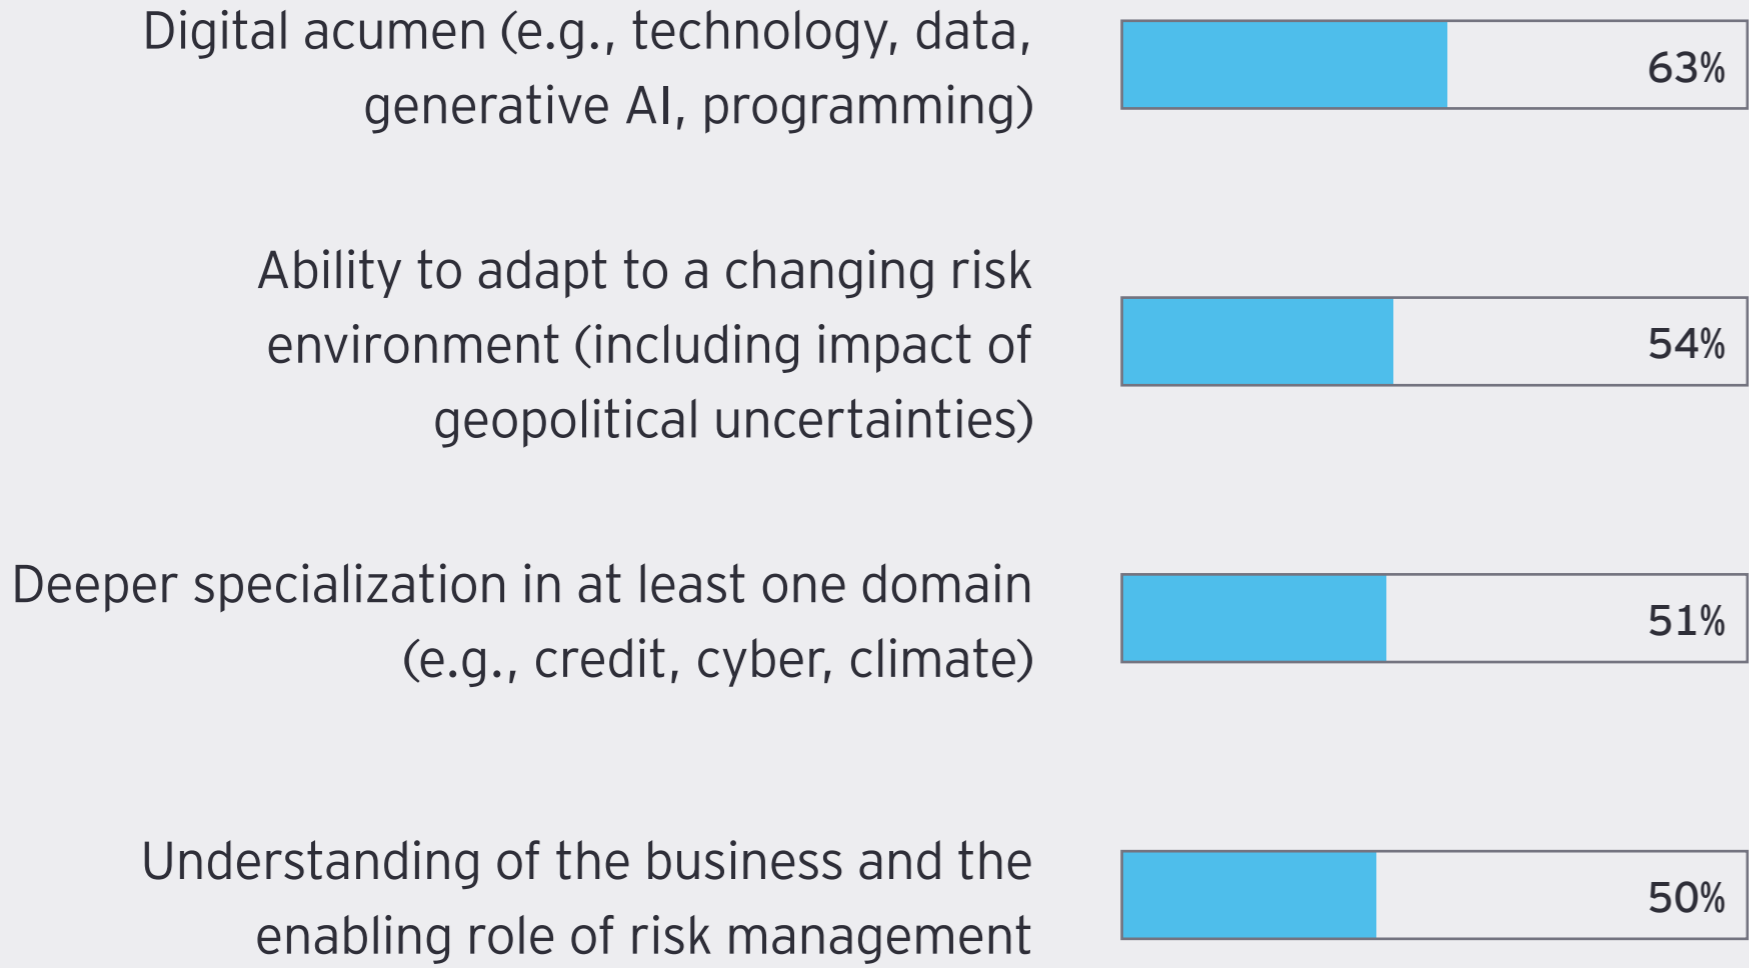 Digital acumen (e.g., technology, data,
generative AI, programming)
63%
Ability to adapt to a changing risk
environment (including impact of
geopolitical uncertainties)
54%
Deeper specialization in at least one domain
(e.g., credit, cyber, climate)
51%
Understanding of the business and the
enabling role of risk management
50%